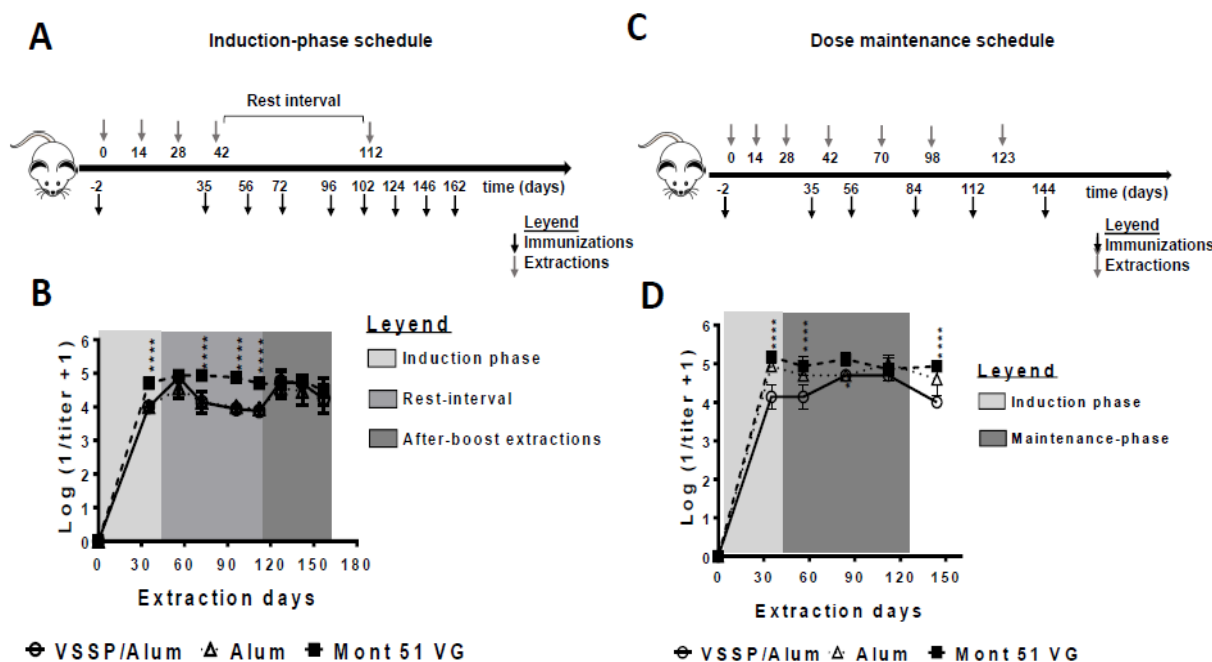 A
Induction-phase schedule
Rest interval
0 14 28 42 112
-2 35 56 72 96 102 124 146 162 time (days)
Leyend
Immunizations
Extractions
B
Log (1/titer +1)
6
5
4
3
2
1
0
**** **** **** ****
0 30 60 90 120 150 180
Extraction days
Leyend
Induction phase
Rest-interval
After-boost extractions
VSSP/Alum Alum Mont 51 VG
C
Dose maintenance schedule
0 14 28 42 70 98 123
-2 35 56 84 112 144 time (days)
Leyend
Immunizations
Extractions
D
Log (1/titer +1)
6
5
4
3
2
1
0
**** **** ****
0 30 60 90 120 150
Extraction days
Leyend
Induction phase
Maintenance-phase
VSSP/Alum Alum Mont 51 VG